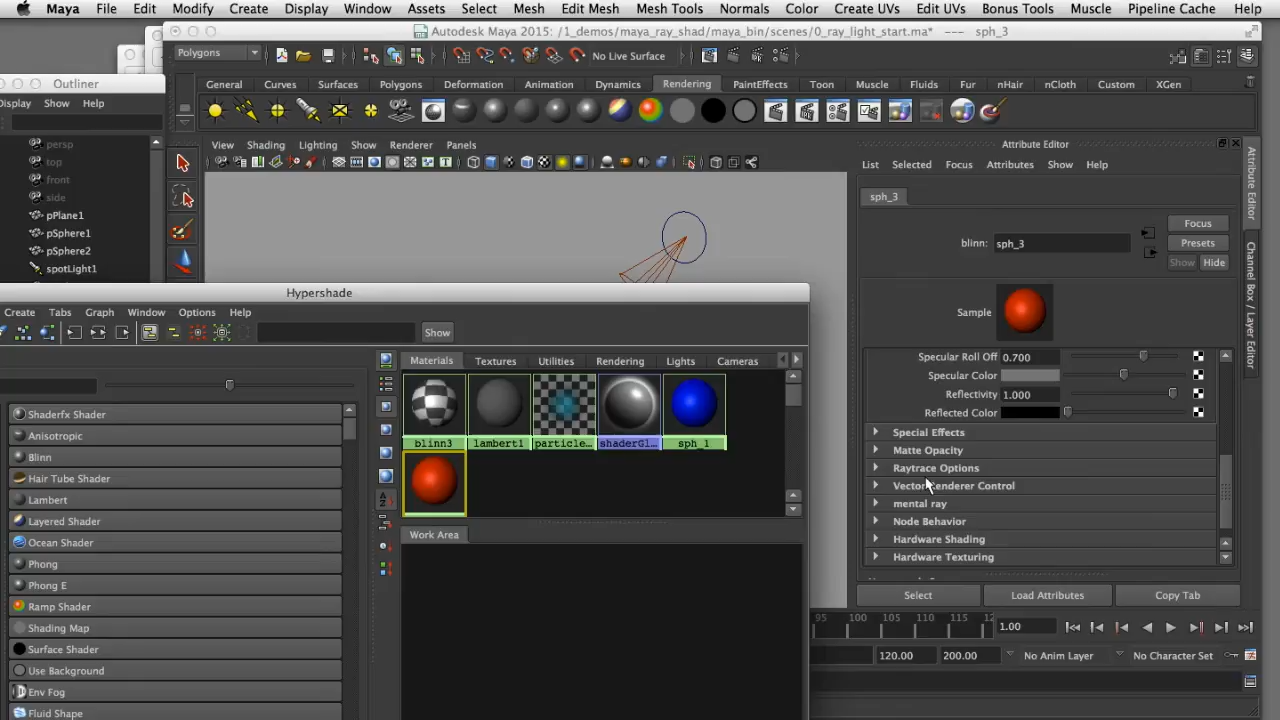 Maya File Edit Modify Create Display Window Assets Select Mesh Edit Mesh Mesh Tools Normals Color Create UVs Edit UVs Bonus Tools Muscle Pipeline Cache Help
Autodesk Maya 2015: /1_demos/maya_ray_shad/maya_bin/scenes/0_ray_light_start.ma* --- sph_3
Polygons
No Live Surface
Outliner
Display Show Help
General Curves Surfaces Polygons Deformation Animation Dynamics Rendering PaintEffects Toon Muscle Fluids Fur nHair nCloth Custom XGen
persp
top
front
side
pPlane1
pSphere1
pSphere2
spotLight1
View Shading Lighting Show Renderer Panels
Attribute Editor
List Selected Focus Attributes Show Help
sph_3
blinn: sph_3
Focus
Presets
Show Hide
Sample
Specular Roll Off 0.700
Specular Color
Reflectivity 1.000
Reflected Color
Special Effects
Matte Opacity
Raytrace Options
Vector Renderer Control
mental ray
Node Behavior
Hardware Shading
Hardware Texturing
Select Load Attributes Copy Tab
Attribute Editor
Channel Box / Layer Editor
Hypershade
Create Tabs Graph Window Options Help
Show
Materials Textures Utilities Rendering Lights Cameras
blinn3 lambert1 particle... shaderGl... sph_1
Work Area
Shaderfx Shader
Anisotropic
Blinn
Hair Tube Shader
Lambert
Layered Shader
Ocean Shader
Phong
Phong E
Ramp Shader
Shading Map
Surface Shader
Use Background
Env Fog
Fluid Shape
95 100 105 110 115 12
1.00
120.00 200.00 No Anim Layer No Character Set